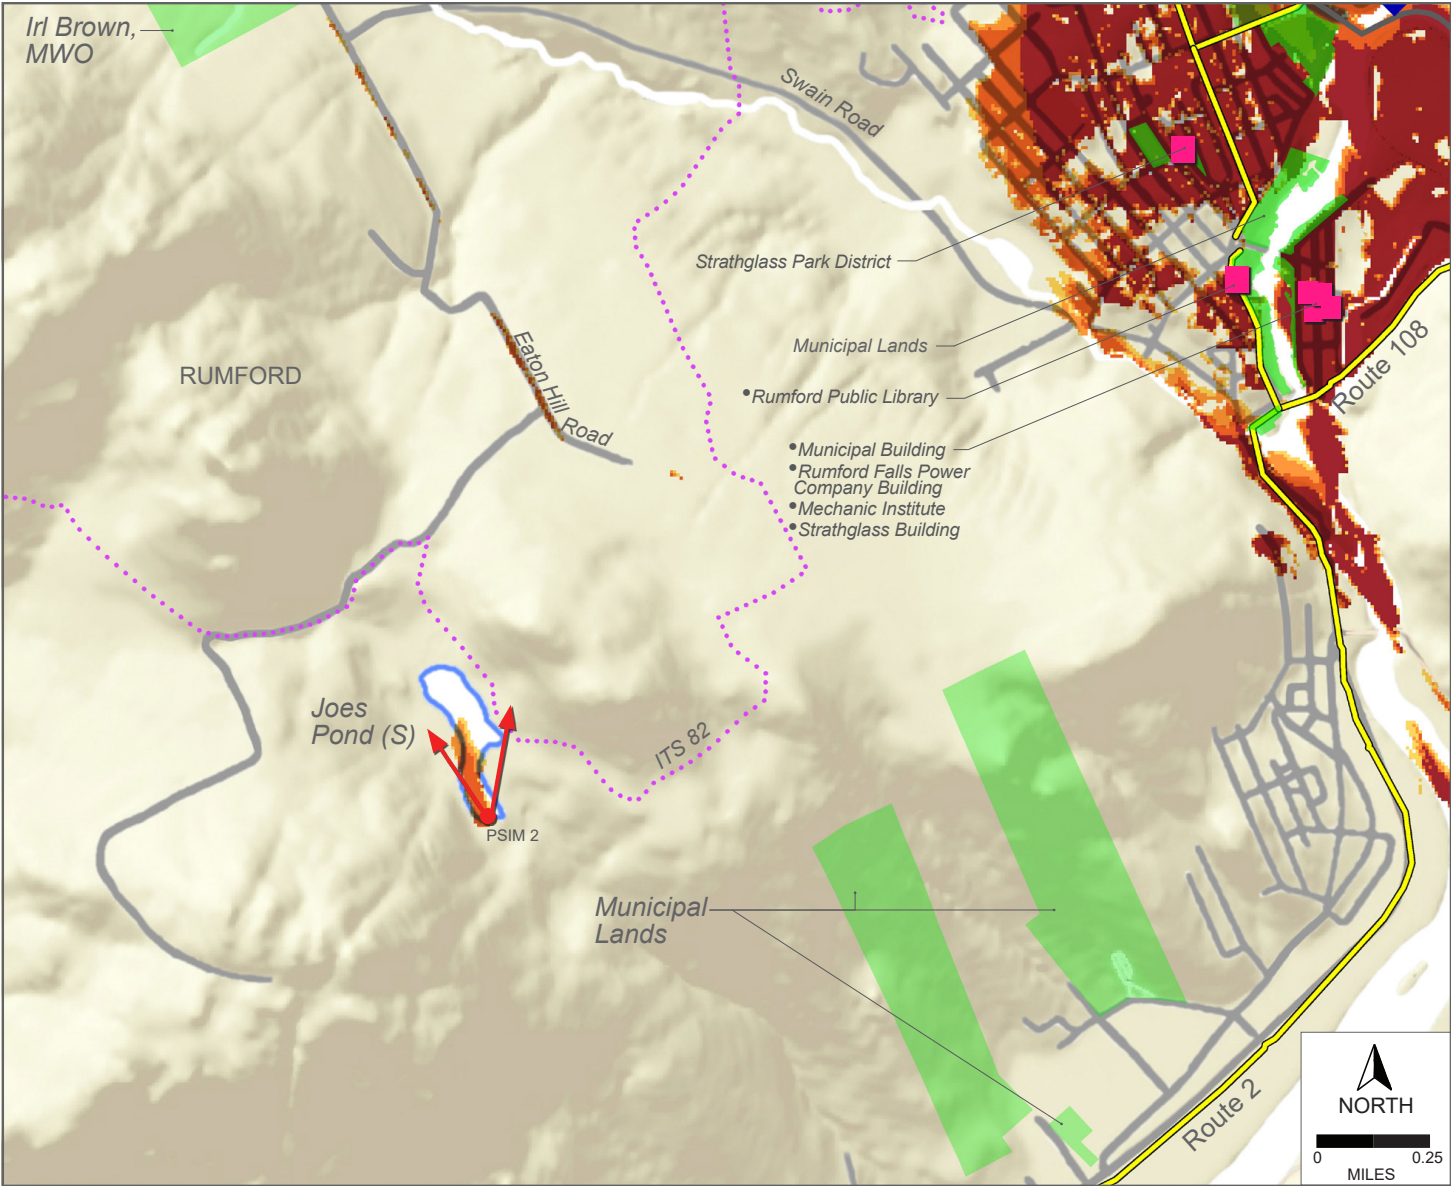 Irl Brown,
MWO
Swain Road
Strathglass Park District
Municipal Lands
RUMFORD
Eaton Hill Road
Route 108
•Rumford Public Library
•Municipal Building
•Rumford Falls Power
Company Building
•Mechanic Institute
•Strathglass Building
Joes
Pond (S)
ITS 82
PSIM 2
Municipal
Lands
Route 2
NORTH
0 0.25
MILES